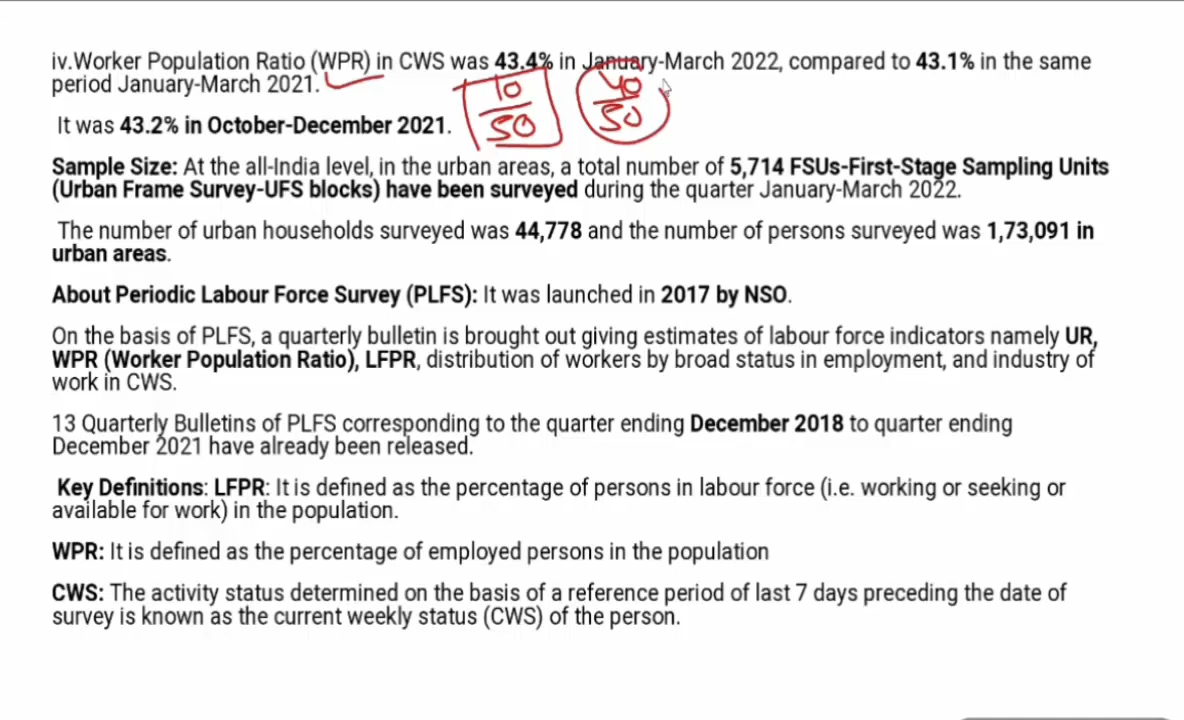 iv.Worker Population Ratio (WPR) in CWS was 43.4% in January-March 2022, compared to 43.1% in the same
period January-March 2021.
10
50
40
50
It was 43.2% in October-December 2021.
Sample Size: At the all-India level, in the urban areas, a total number of 5,714 FSUs-First-Stage Sampling Units
(Urban Frame Survey-UFS blocks) have been surveyed during the quarter January-March 2022.
The number of urban households surveyed was 44,778 and the number of persons surveyed was 1,73,091 in
urban areas.
About Periodic Labour Force Survey (PLFS): It was launched in 2017 by NSO.
On the basis of PLFS, a quarterly bulletin is brought out giving estimates of labour force indicators namely UR,
WPR (Worker Population Ratio), LFPR, distribution of workers by broad status in employment, and industry of
work in CWS.
13 Quarterly Bulletins of PLFS corresponding to the quarter ending December 2018 to quarter ending
December 2021 have already been released.
Key Definitions: LFPR: It is defined as the percentage of persons in labour force (i.e. working or seeking or
available for work) in the population.
WPR: It is defined as the percentage of employed persons in the population
CWS: The activity status determined on the basis of a reference period of last 7 days preceding the date of
survey is known as the current weekly status (CWS) of the person.